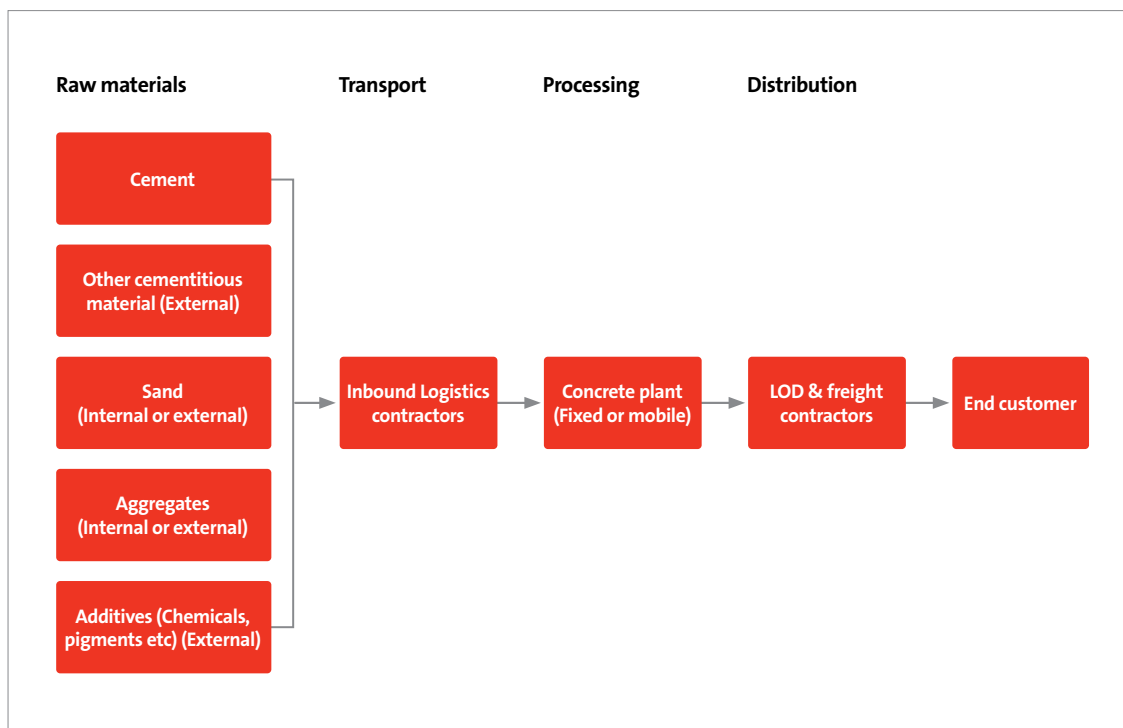 Raw materials
Transport
Processing
Distribution
Cement
Other cementitious
material (External)
Sand
(Internal or external)
Aggregates
(Internal or external)
Additives (Chemicals,
pigments etc) (External)
Inbound Logistics
contractors
Concrete plant
(Fixed or mobile)
LOD & freight
contractors
End customer